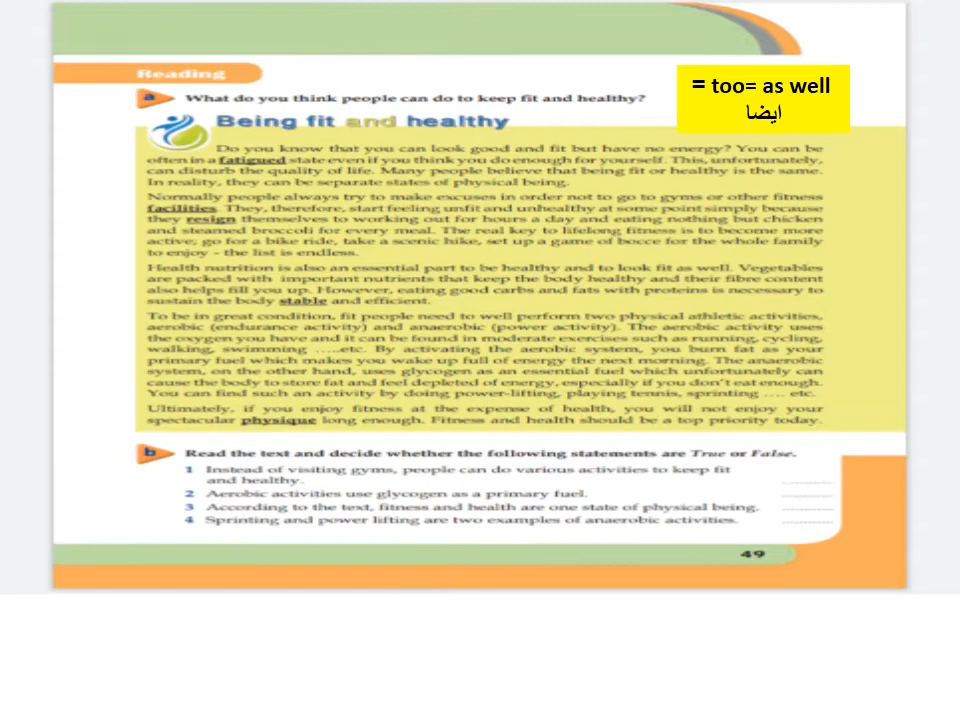 Reading
a What do you think people can do to keep fit and healthy?
= too= as well
ايضا
Being fit and healthy
Do you know that you can look good and fit but have no energy? You can be
often in a fatigued state even if you think you do enough for yourself. This, unfortunately,
can disturb the quality of life. Many people believe that being fit or healthy is the same.
In reality, they can be separate states of physical being.
Normally people always try to make excuses in order not to go to gyms or other fitness
facilities. They, therefore, start feeling unfit and unhealthy at some point simply because
they resign themselves to working out for hours a day and eating nothing but chicken
and steamed broccoli for every meal. The real key to lifelong fitness is to become more
active; go for a bike ride, take a scenic hike, set up a game of bocce for the whole family
to enjoy - the list is endless.
Health nutrition is also an essential part to be healthy and to look fit as well. Vegetables
are packed with important nutrients that keep the body healthy and their fibre content
also helps fill you up. However, eating good carbs and fats with proteins is necessary to
sustain the body stable and efficient.
To be in great condition, fit people need to well perform two physical athletic activities,
aerobic (endurance activity) and anaerobic (power activity). The aerobic activity uses
the oxygen you have and it can be found in moderate exercises such as running, cycling,
walking, swimming .....etc. By activating the aerobic system, you burn fat as your
primary fuel which makes you wake up full of energy the next morning. The anaerobic
system, on the other hand, uses glycogen as an essential fuel which unfortunately can
cause the body to store fat and feel depleted of energy, especially if you don't eat enough.
You can find such an activity by doing power-lifting, playing tennis, sprinting .... etc.
Ultimately, if you enjoy fitness at the expense of health, you will not enjoy your
spectacular physique long enough. Fitness and health should be a top priority today.
b Read the text and decide whether the following statements are True or False.
1 Instead of visiting gyms, people can do various activities to keep fit
and healthy.
2 Aerobic activities use glycogen as a primary fuel.
3 According to the text, fitness and health are one state of physical being.
4 Sprinting and power lifting are two examples of anaerobic activities.
49